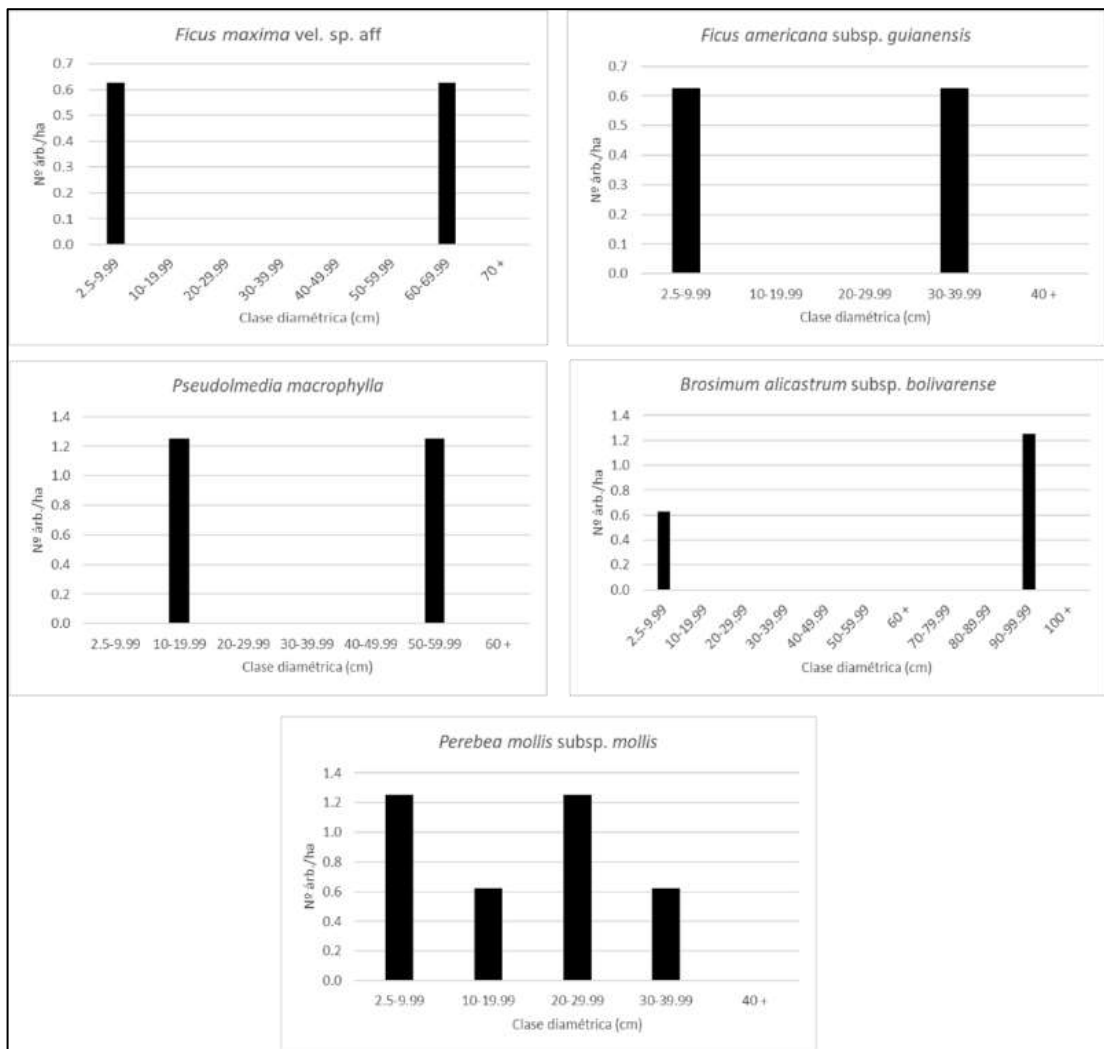 Ficus maxima vel. sp. aff
0.7
0.6
0.5
0.4
0.3
0.2
0.1
0.0
Nº árb./ha
2.5-9.99 10-19.99 20-29.99 30-39.99 40-49.99 50-59.99 60-69.99 70 +
Clase diamétrica (cm)
Ficus americana subsp. guianensis
0.7
0.6
0.5
0.4
0.3
0.2
0.1
0.0
Nº árb./ha
2.5-9.99 10-19.99 20-29.99 30-39.99 40 +
Clase diamétrica (cm)
Pseudolmedia macrophylla
1.4
1.2
1.0
0.8
0.6
0.4
0.2
0.0
Nº árb./ha
2.5-9.99 10-19.99 20-29.99 30-39.99 40-49.99 50-59.99 60 +
Clase diamétrica (cm)
Brosimum alicastrum subsp. bolivarense
1.4
1.2
1.0
0.8
0.6
0.4
0.2
0.0
Nº árb./ha
2.5-9.99 10-19.99 20-29.99 30-39.99 40-49.99 50-59.99 60 + 70-79.99 80-89.99 90-99.99 100 +
Clase diamétrica (cm)
Perebea mollis subsp. mollis
1.4
1.2
1.0
0.8
0.6
0.4
0.2
0.0
Nº árb./ha
2.5-9.99 10-19.99 20-29.99 30-39.99 40 +
Clase diamétrica (cm)